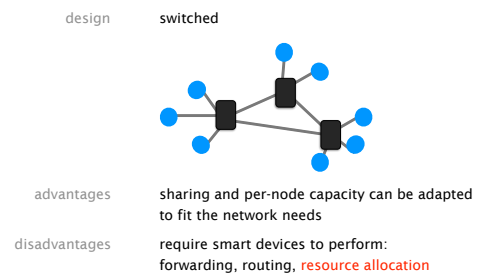 design switched
advantages sharing and per-node capacity can be adapted
to fit the network needs
disadvantages require smart devices to perform:
forwarding, routing, resource allocation